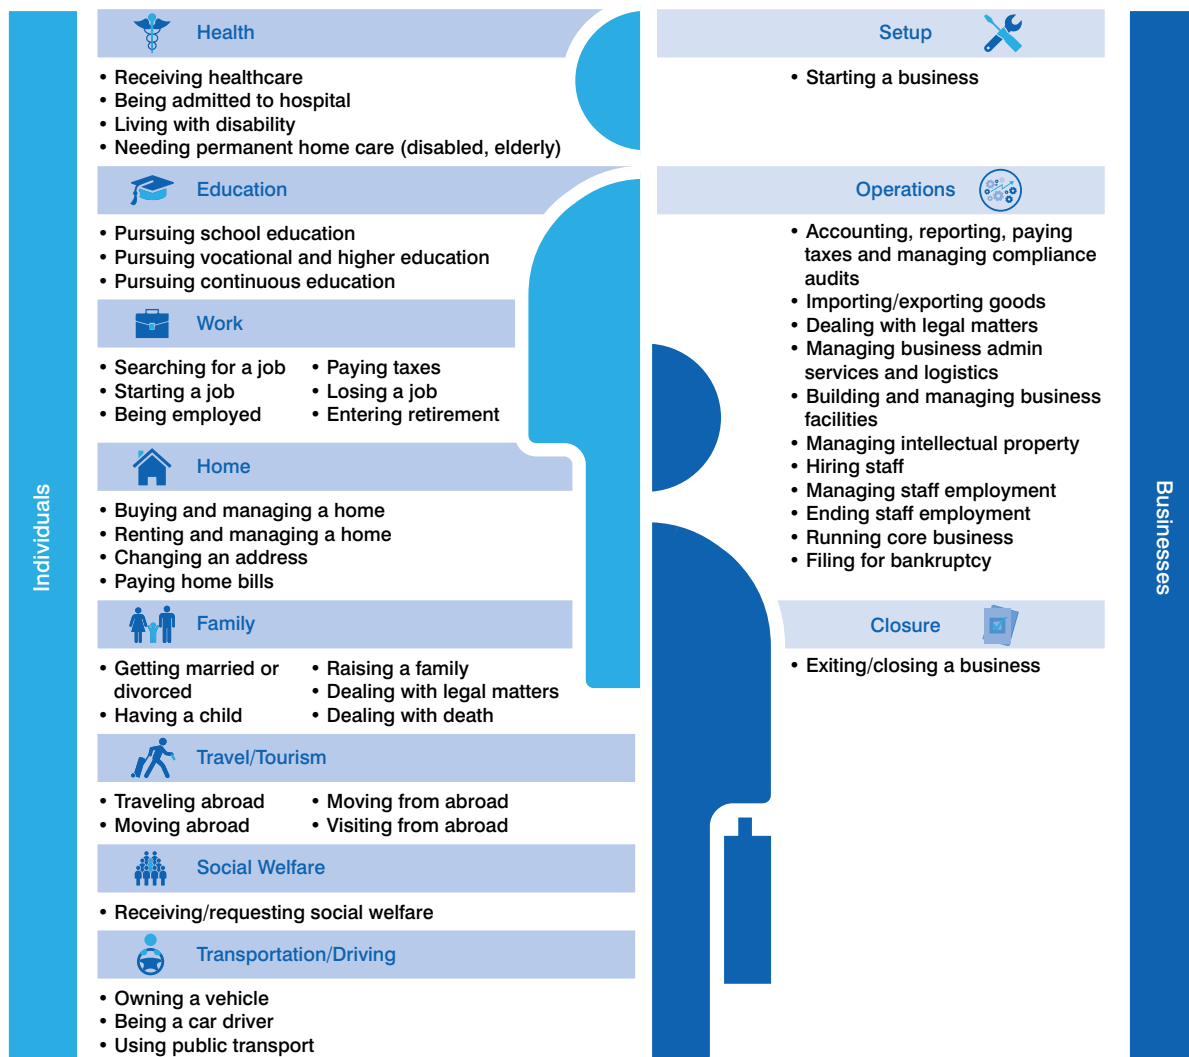 Individuals
Health
• Receiving healthcare
• Being admitted to hospital
• Living with disability
• Needing permanent home care (disabled, elderly)
Education
• Pursuing school education
• Pursuing vocational and higher education
• Pursuing continuous education
Work
• Searching for a job
• Starting a job
• Being employed
• Paying taxes
• Losing a job
• Entering retirement
Home
• Buying and managing a home
• Renting and managing a home
• Changing an address
• Paying home bills
Family
• Getting married or
divorced
• Having a child
• Raising a family
• Dealing with legal matters
• Dealing with death
Travel/Tourism
• Traveling abroad
• Moving abroad
• Moving from abroad
• Visiting from abroad
Social Welfare
• Receiving/requesting social welfare
Transportation/Driving
• Owning a vehicle
• Being a car driver
• Using public transport
Setup
• Starting a business
Operations
• Accounting, reporting, paying
taxes and managing compliance
audits
• Importing/exporting goods
• Dealing with legal matters
• Managing business admin
services and logistics
• Building and managing business
facilities
• Managing intellectual property
• Hiring staff
• Managing staff employment
• Ending staff employment
• Running core business
• Filing for bankruptcy
Closure
• Exiting/closing a business
Businesses